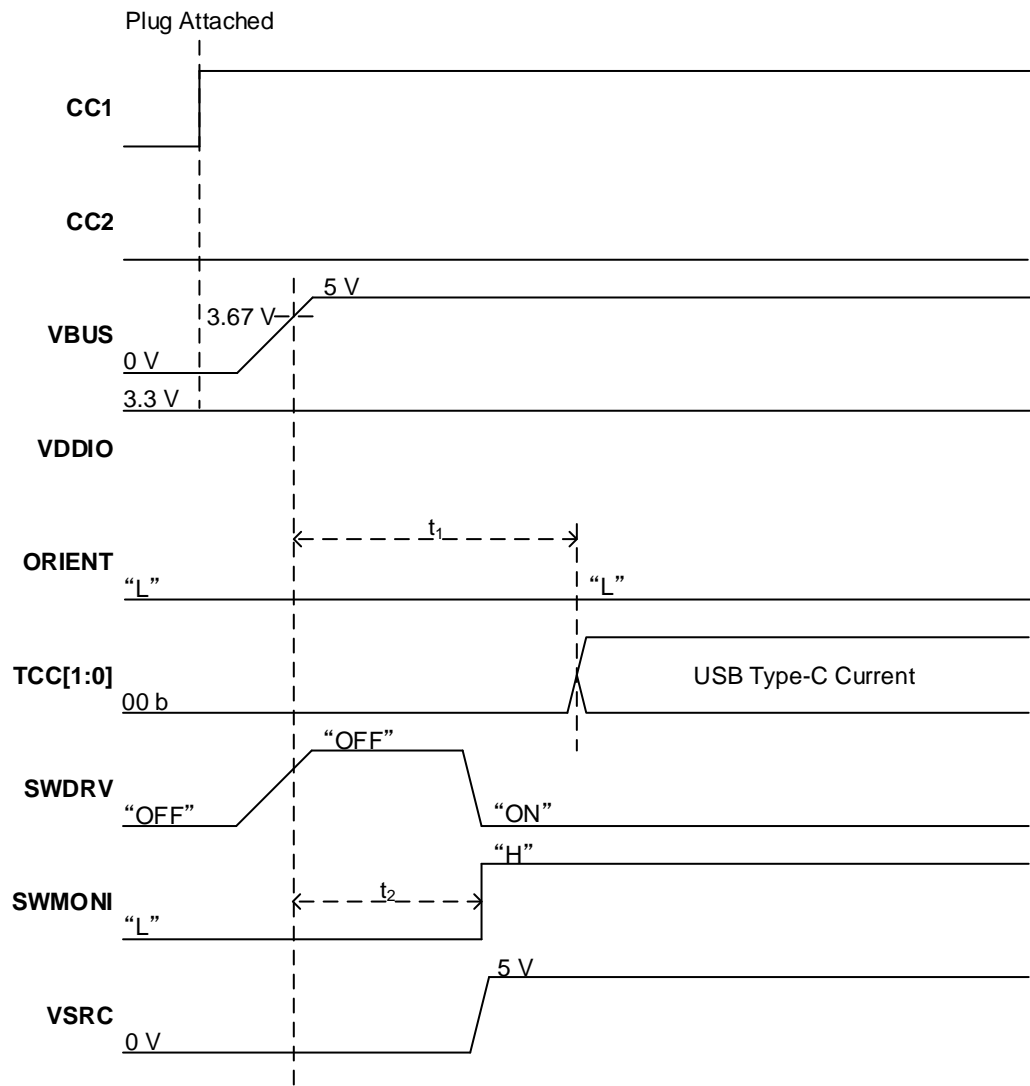 Plug Attached
CC1
CC2
5 V
3.67 V
VBUS
0 V
3.3 V
VDDIO
t₁
ORIENT
“L”
“L”
TCC[1:0]
USB Type-C Current
00 b
“OFF”
SWDRV
“OFF”
“ON”
“H”
SWMONI
t₂
“L”
5 V
VSRC
0 V